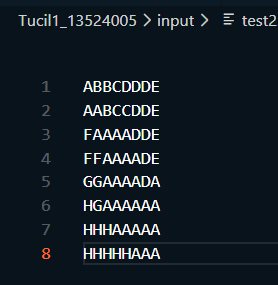 Tucil1_13524005 > input > test2
1 ABBCDDDE
2 AABCCDDE
3 FAAAADDE
4 FFAAAADE
5 GGAAAADA
6 HGAAAAAA
7 HHHAAAAA
8 HHHHHAAA